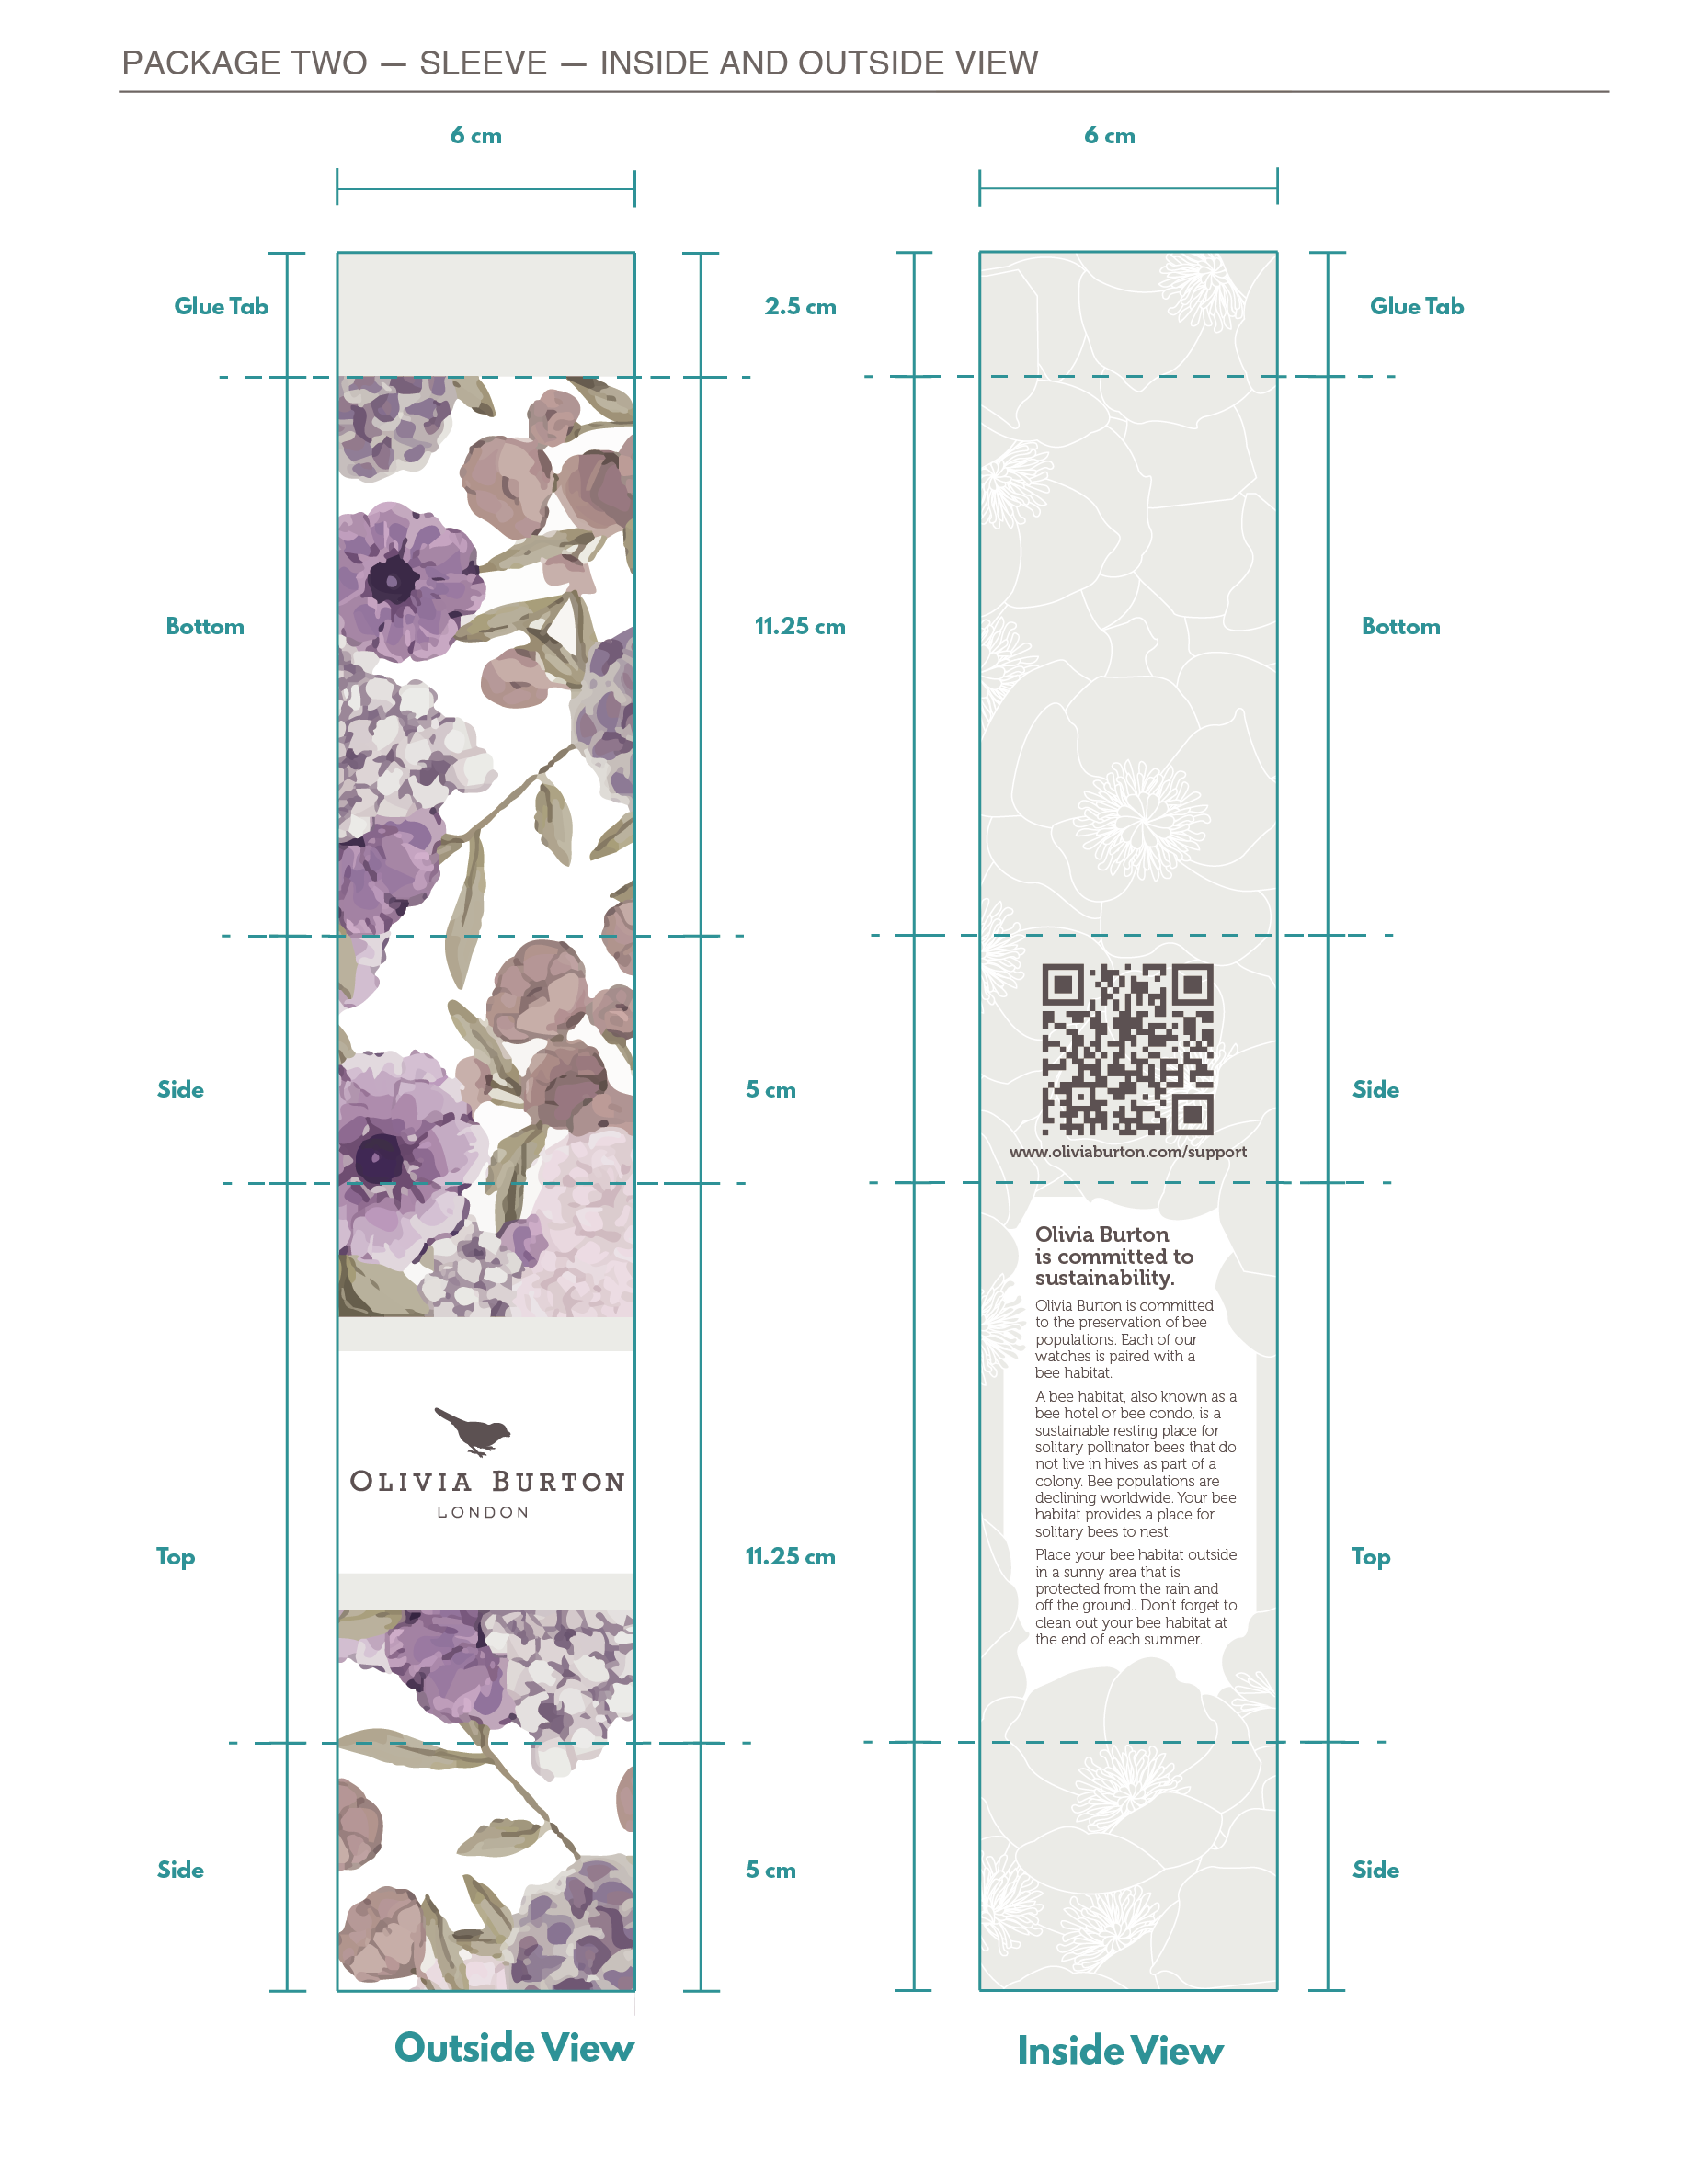 PACKAGE TWO — SLEEVE — INSIDE AND OUTSIDE VIEW
6 cm
6 cm
Glue Tab
2.5 cm
Glue Tab
Bottom
11.25 cm
Bottom
Side
5 cm
Side
www.oliviaburton.com/support
Olivia Burton
is committed to
sustainability.
Olivia Burton is committed
to the preservation of bee
populations. Each of our
watches is paired with a
bee habitat.
A bee habitat, also known as a
bee hotel or bee condo, is a
sustainable resting place for
solitary pollinator bees that do
not live in hives as part of a
colony. Bee populations are
declining worldwide. Your bee
habitat provides a place for
solitary bees to nest.
Place your bee habitat outside
in a sunny area that is
protected from the rain and
off the ground.. Don't forget to
clean out your bee habitat at
the end of each summer.
OLIVIA BURTON
LONDON
Top
11.25 cm
Top
Side
5 cm
Side
Outside View
Inside View